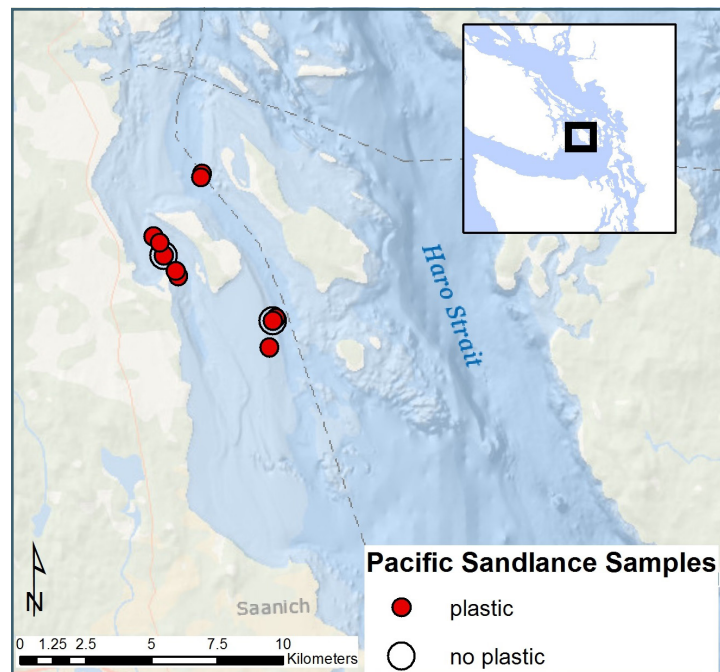 Haro Strait
Saanich
N
0 1.25 2.5 5 7.5 10
Kilometers
Pacific Sandlance Samples
plastic
no plastic